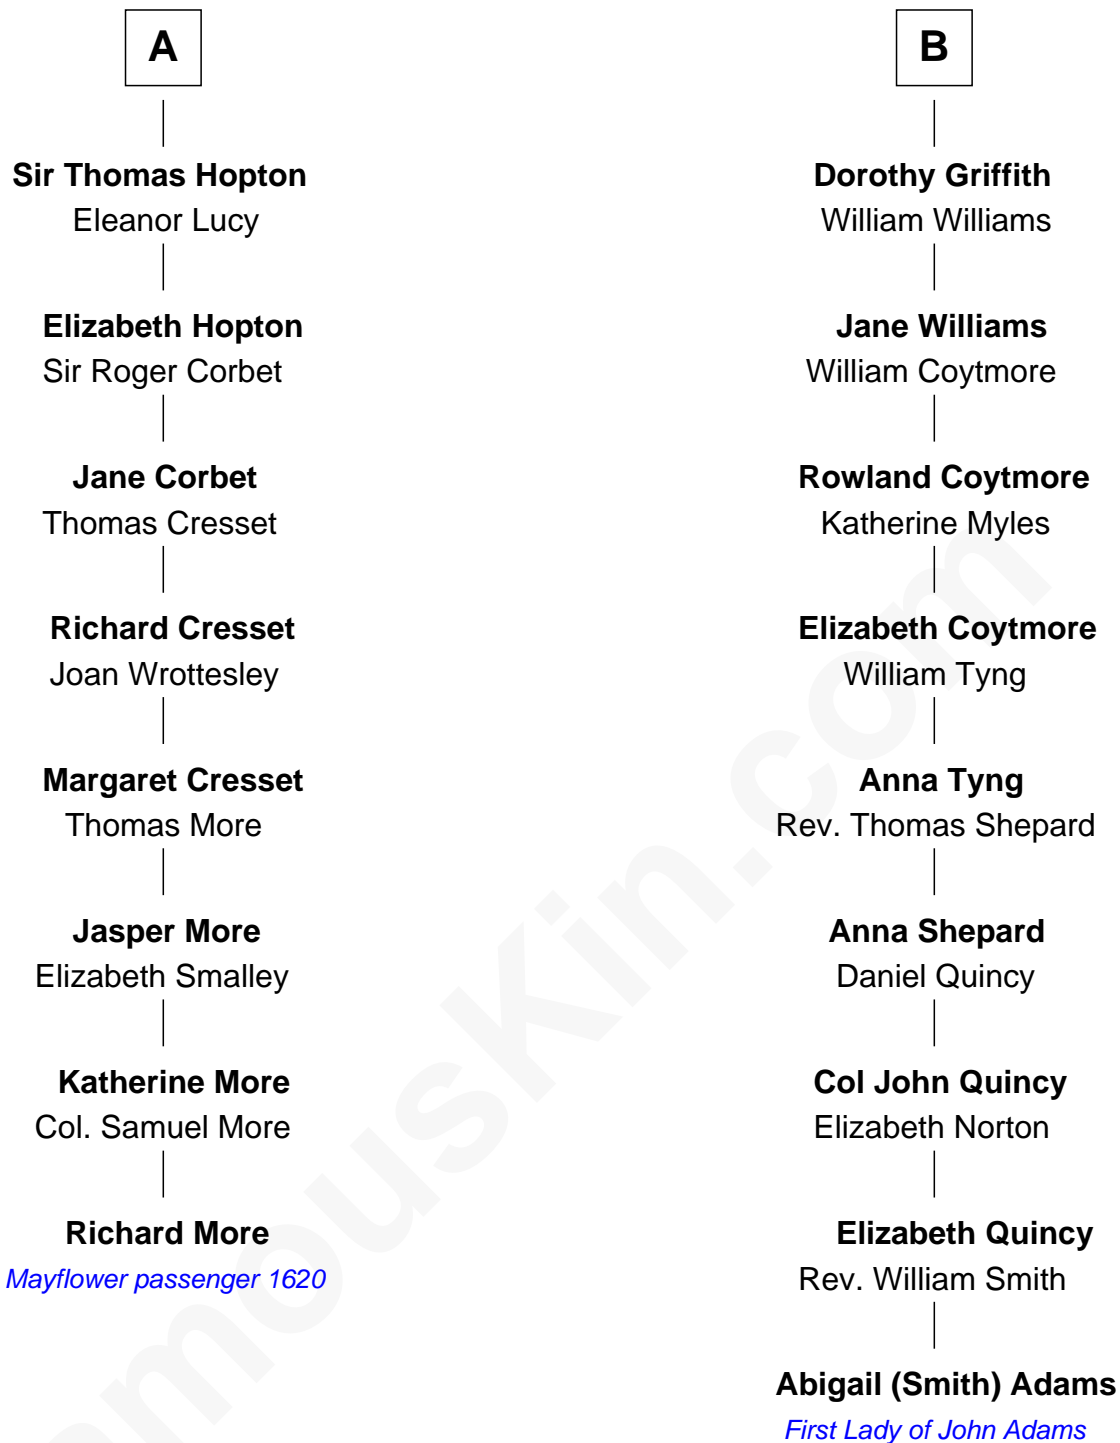 A
Sir Thomas Hopton
Eleanor Lucy
Elizabeth Hopton
Sir Roger Corbet
Jane Corbet
Thomas Cresset
Richard Cresset
Joan Wrottesley
Margaret Cresset
Thomas More
Jasper More
Elizabeth Smalley
Katherine More
Col. Samuel More
Richard More
Mayflower passenger 1620
B
Dorothy Griffith
William Williams
Jane Williams
William Coytmore
Rowland Coytmore
Katherine Myles
Elizabeth Coytmore
William Tyng
Anna Tyng
Rev. Thomas Shepard
Anna Shepard
Daniel Quincy
Col John Quincy
Elizabeth Norton
Elizabeth Quincy
Rev. William Smith
Abigail (Smith) Adams
First Lady of John Adams
amouskin.com